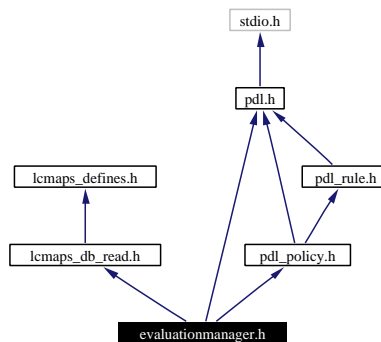 stdio.h
pdl.h
lcmaps_defines.h
pdl_rule.h
lcmaps_db_read.h
pdl_policy.h
evaluationmanager.h